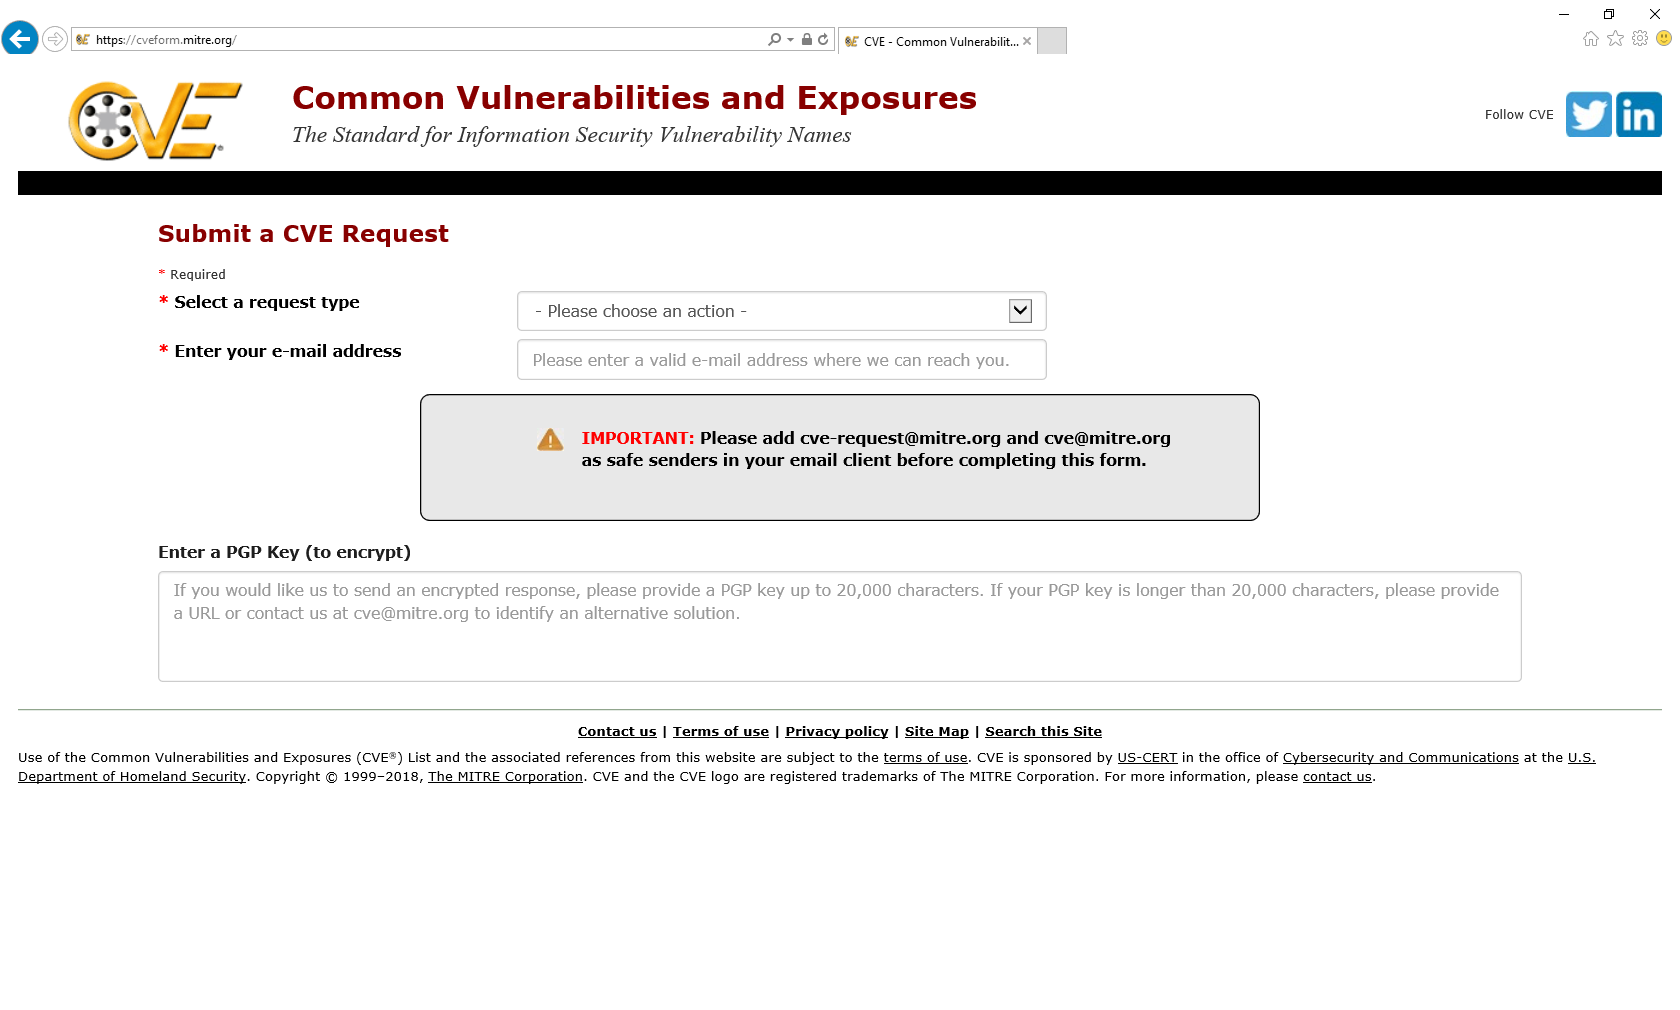 https://cveform.mitre.org/
CVE - Common Vulnerabilit...
CVE
Common Vulnerabilities and Exposures
The Standard for Information Security Vulnerability Names
Follow CVE
in
Submit a CVE Request
* Required
* Select a request type
- Please choose an action -
* Enter your e-mail address
Please enter a valid e-mail address where we can reach you.
IMPORTANT: Please add cve-request@mitre.org and cve@mitre.org
as safe senders in your email client before completing this form.
Enter a PGP Key (to encrypt)
If you would like us to send an encrypted response, please provide a PGP key up to 20,000 characters. If your PGP key is longer than 20,000 characters, please provide
a URL or contact us at cve@mitre.org to identify an alternative solution.
Contact us | Terms of use | Privacy policy | Site Map | Search this Site
Use of the Common Vulnerabilities and Exposures (CVE®) List and the associated references from this website are subject to the terms of use. CVE is sponsored by US-CERT in the office of Cybersecurity and Communications at the U.S.
Department of Homeland Security. Copyright © 1999–2018, The MITRE Corporation. CVE and the CVE logo are registered trademarks of The MITRE Corporation. For more information, please contact us.